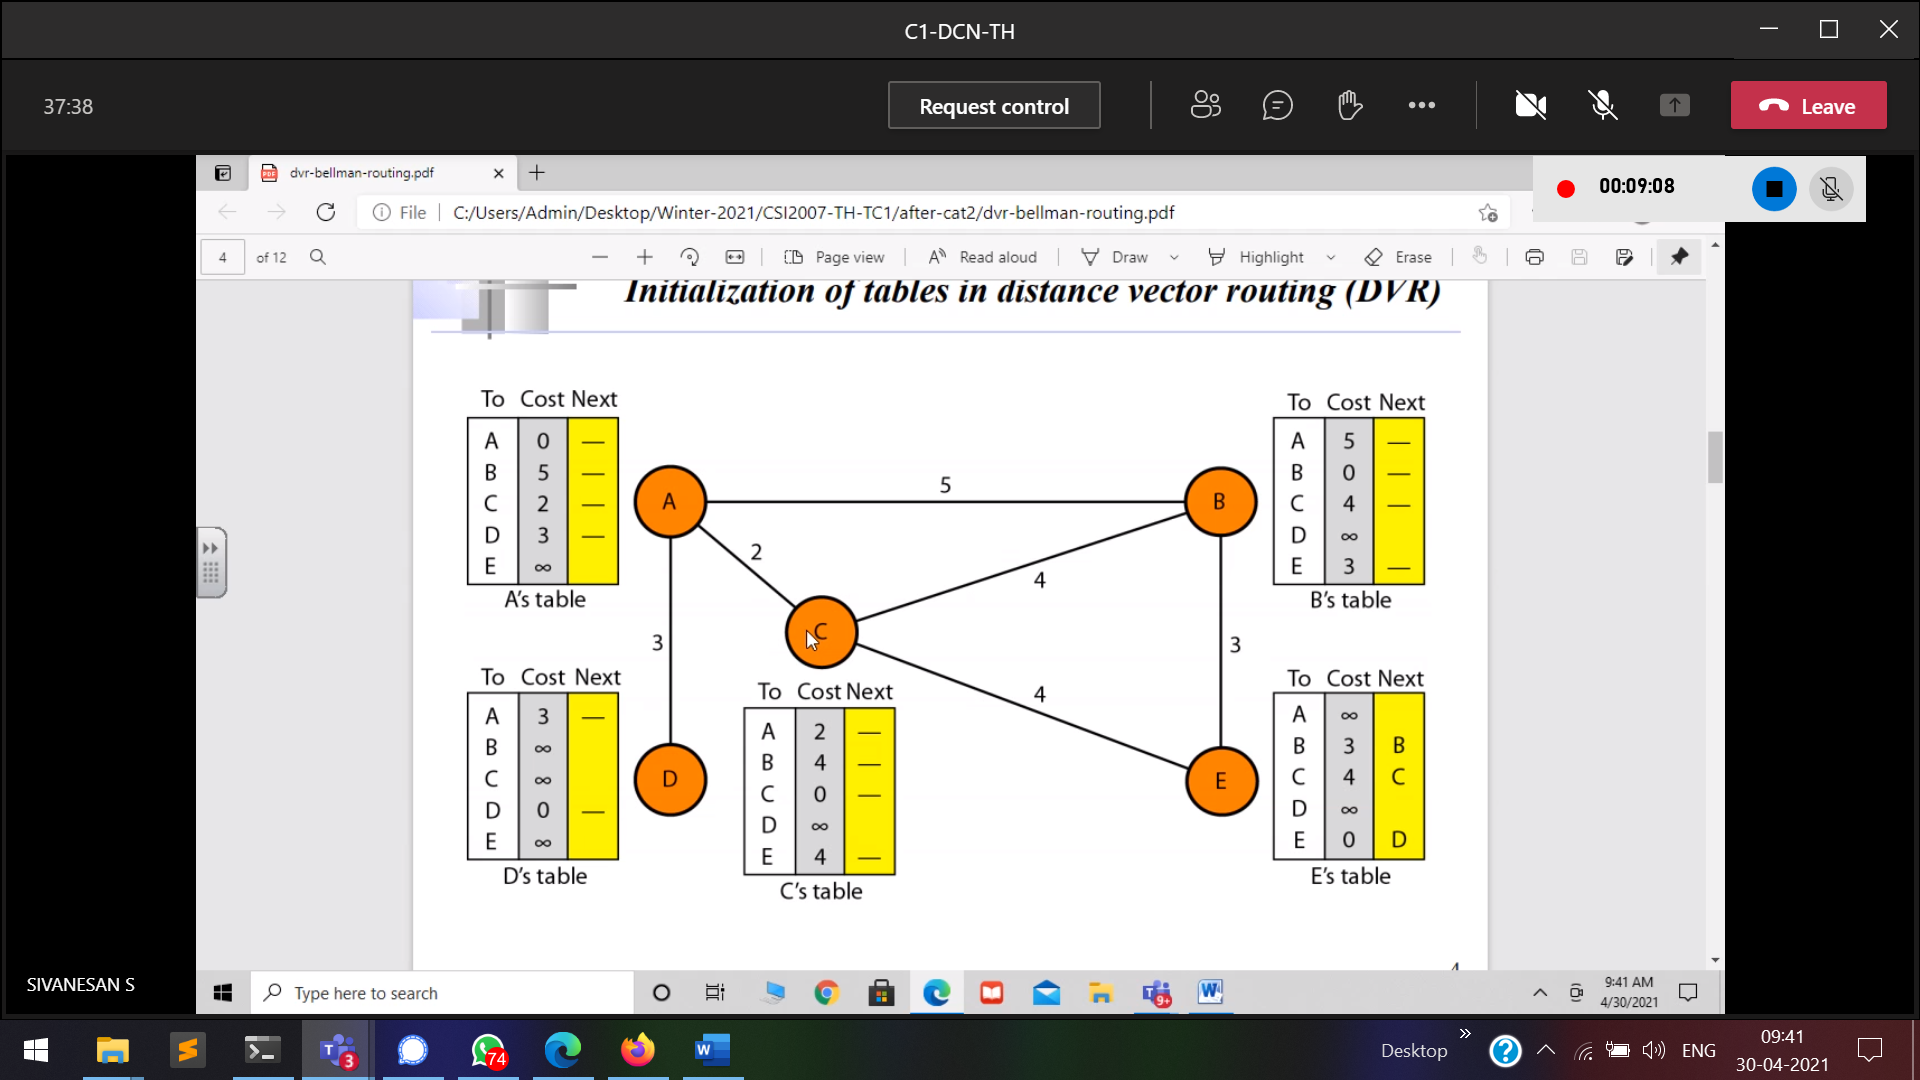 C1-DCN-TH
37:38
Request control
Leave
dvr-bellman-routing.pdf
00:09:08
File
C:/Users/Admin/Desktop/Winter-2021/CSI2007-TH-TC1/after-cat2/dvr-bellman-routing.pdf
4 of 12
Page view
Read aloud
Draw
Highlight
Erase
Initialization of tables in distance vector routing (DVR)
To Cost Next
A 0 —
B 5 —
C 2 —
D 3 —
E ∞
A's table
To Cost Next
A 5 —
B 0 —
C 4 —
D ∞
E 3 —
B's table
A
5
B
2
4
C
3
3
4
D
E
To Cost Next
A 3 —
B ∞
C ∞
D 0 —
E ∞
D's table
To Cost Next
A 2 —
B 4 —
C 0 —
D ∞
E 4 —
C's table
To Cost Next
A ∞
B 3 B
C 4 C
D ∞
E 0 D
E's table
SIVANESAN S
Type here to search
9+
9:41 AM
4/30/2021
3
74
Desktop
ENG
09:41
30-04-2021